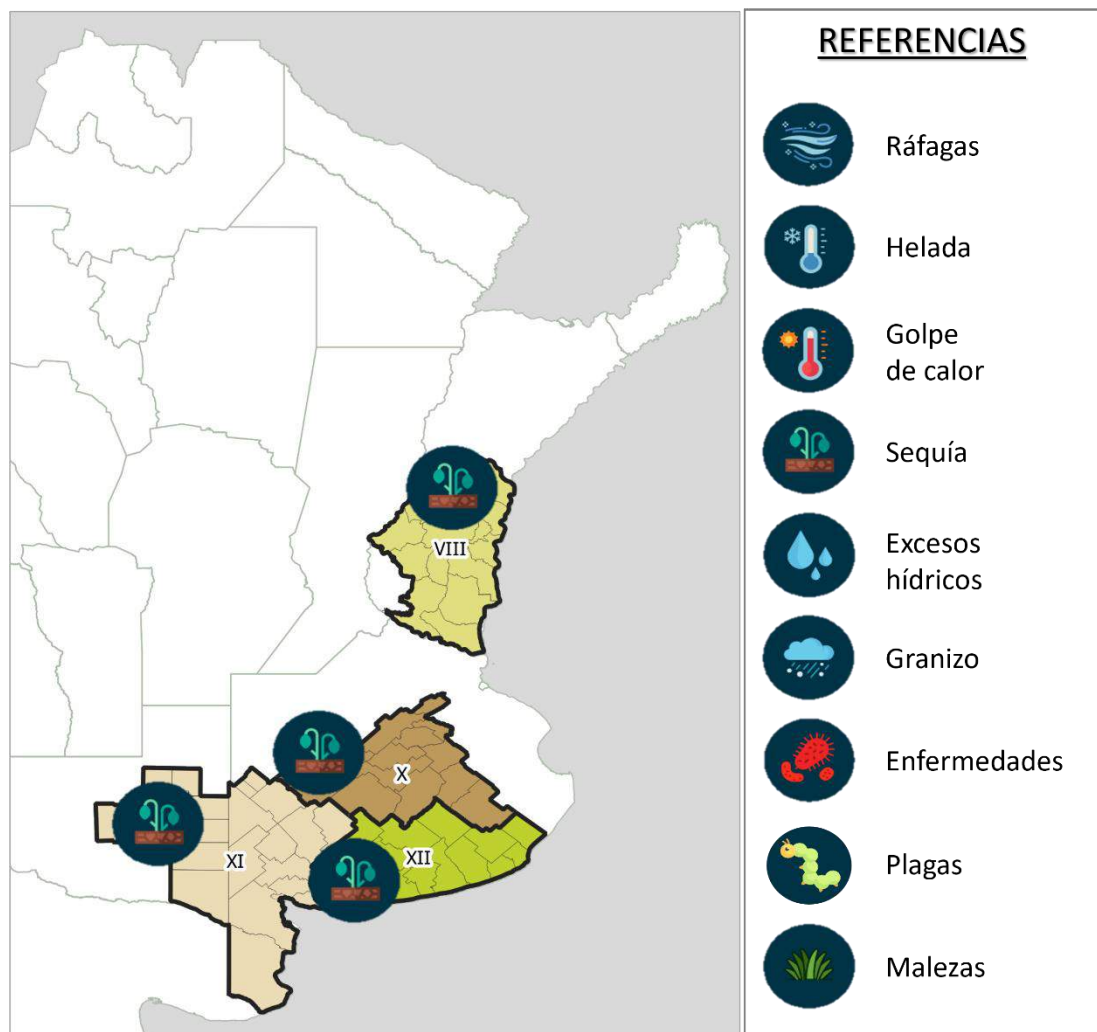 VIII
X
XI
XII
REFERENCIAS
Ráfagas
Helada
Golpe
de calor
Sequía
Excesos
hídricos
Granizo
Enfermedades
Plagas
Malezas